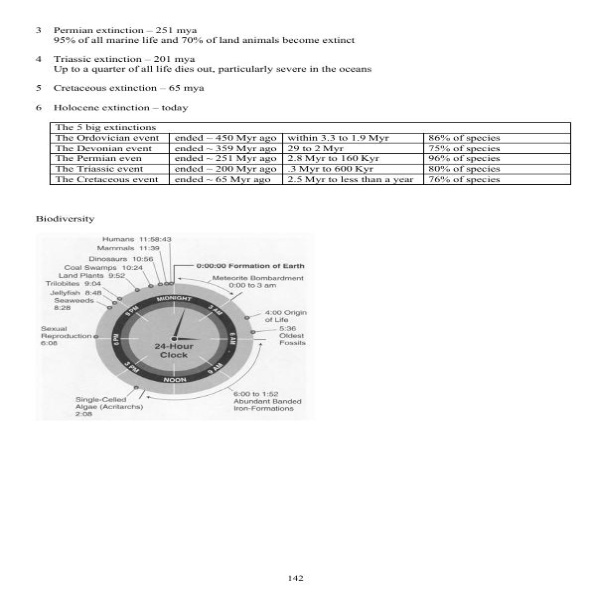 3 Permian extinction – 251 mya
95% of all marine life and 70% of land animals become extinct
4 Triassic extinction – 201 mya
Up to a quarter of all life dies out, particularly severe in the oceans
5 Cretaceous extinction – 65 mya
6 Holocene extinction – today
The 5 big extinctions
The Ordovician event ended ~ 450 Myr ago within 3.3 to 1.9 Myr 86% of species
The Devonian event ended ~ 359 Myr ago 29 to 2 Myr 75% of species
The Permian even ended ~ 251 Myr ago 2.8 Myr to 160 Kyr 96% of species
The Triassic event ended ~ 200 Myr ago .3 Myr to 600 Kyr 80% of species
The Cretaceous event ended ~ 65 Myr ago 2.5 Myr to less than a year 76% of species
Biodiversity
Humans 11:58:43
Mammals 11:39
Dinosaurs 10:56
Coal Swamps 10:24
Land Plants 9:52
Trilobites 9:04
Jellyfish 8:48
Seaweeds
8:28
Sexual
Reproduction
6:08
Single-Celled
Algae (Acritarchs)
2:08
0:00:00 Formation of Earth
Meteorite Bombardment
0:00 to 3 am
4:00 Origin
of Life
5:36
Oldest
Fossils
6:00 to 1:52
Abundant Banded
Iron-Formations
MIDNIGHT
3 AM
6 AM
9 AM
NOON
3 PM
6 PM
9 PM
24-Hour
Clock
142